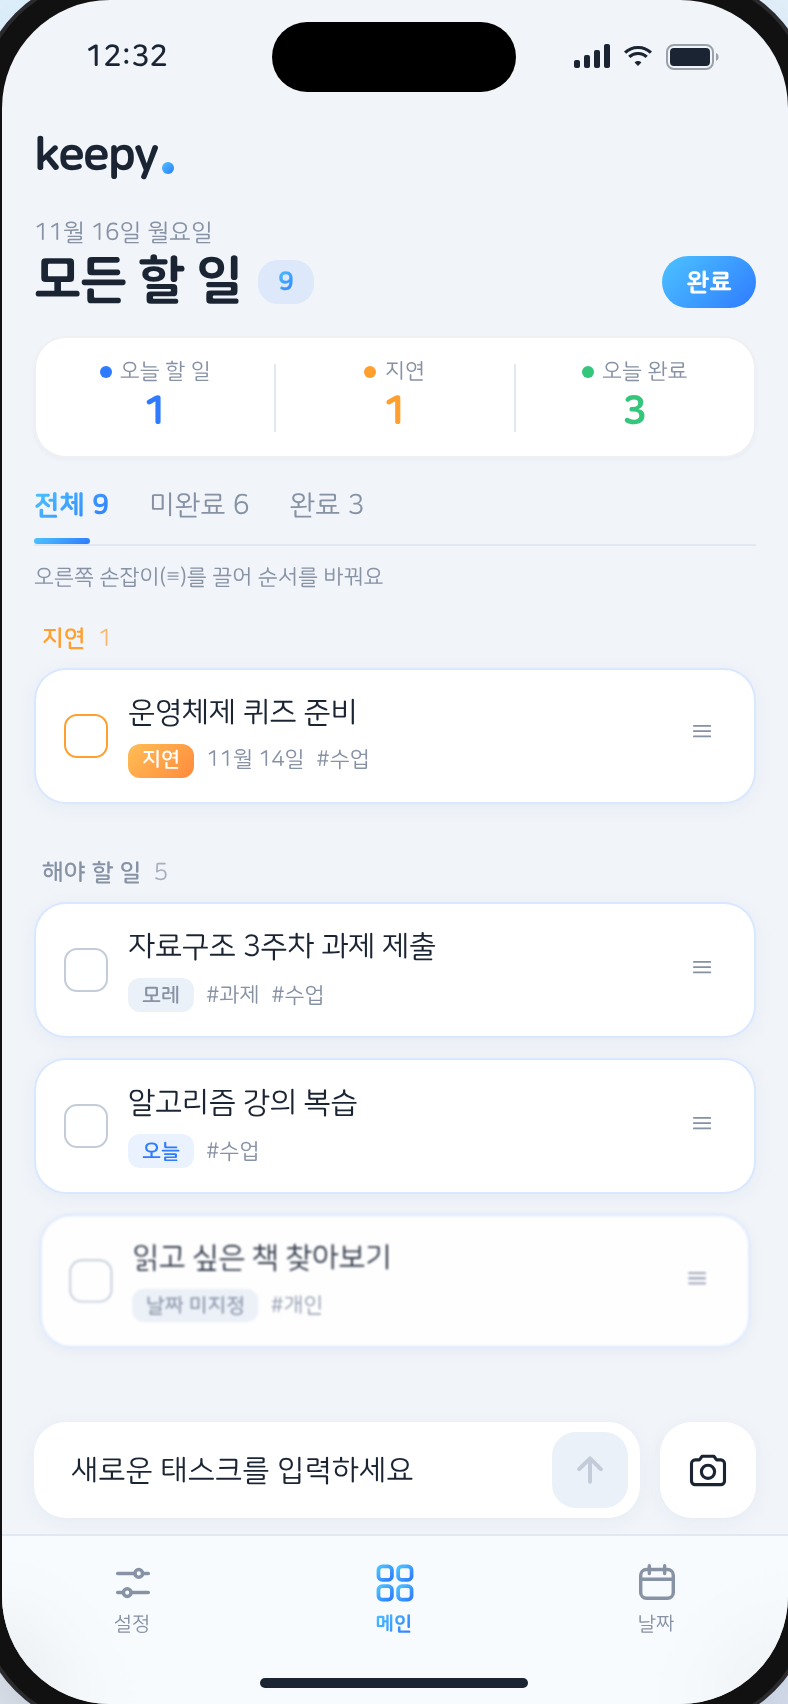 12:32
keepy.
11월 16일 월요일
모든 할 일 9 완료
오늘 할 일 지연 오늘 완료
1 1 3
전체 9 미완료 6 완료 3
오른쪽 손잡이(≡)를 끌어 순서를 바꿔요
지연 1
운영체제 퀴즈 준비
지연 11월 14일 #수업
해야 할 일 5
자료구조 3주차 과제 제출
모레 #과제 #수업
알고리즘 강의 복습
오늘 #수업
읽고 싶은 책 찾아보기
날짜 미지정 #개인
새로운 태스크를 입력하세요
설정 메인 날짜